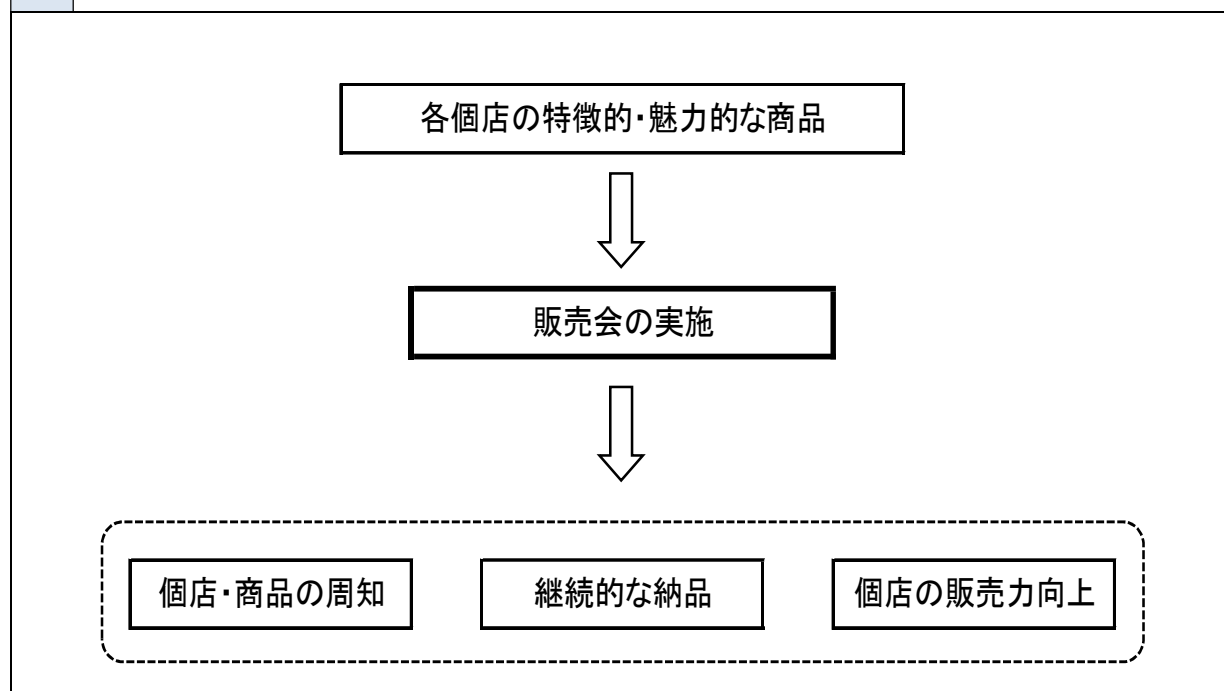 各個店の特徴的・魅力的な商品
販売会の実施
個店・商品の周知
継続的な納品
個店の販売力向上